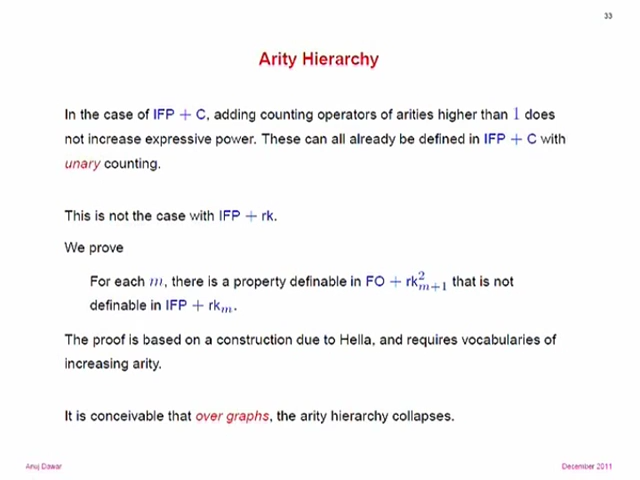 33
Arity Hierarchy
In the case of IFP + C, adding counting operators of arities higher than 1 does
not increase expressive power. These can all already be defined in IFP + C with
unary counting.
This is not the case with IFP + rk.
We prove
For each m, there is a property definable in FO + rk²ₘ₊₁ that is not
definable in IFP + rkₘ.
The proof is based on a construction due to Hella, and requires vocabularies of
increasing arity.
It is conceivable that over graphs, the arity hierarchy collapses.
Anuj Dawar
December 2011